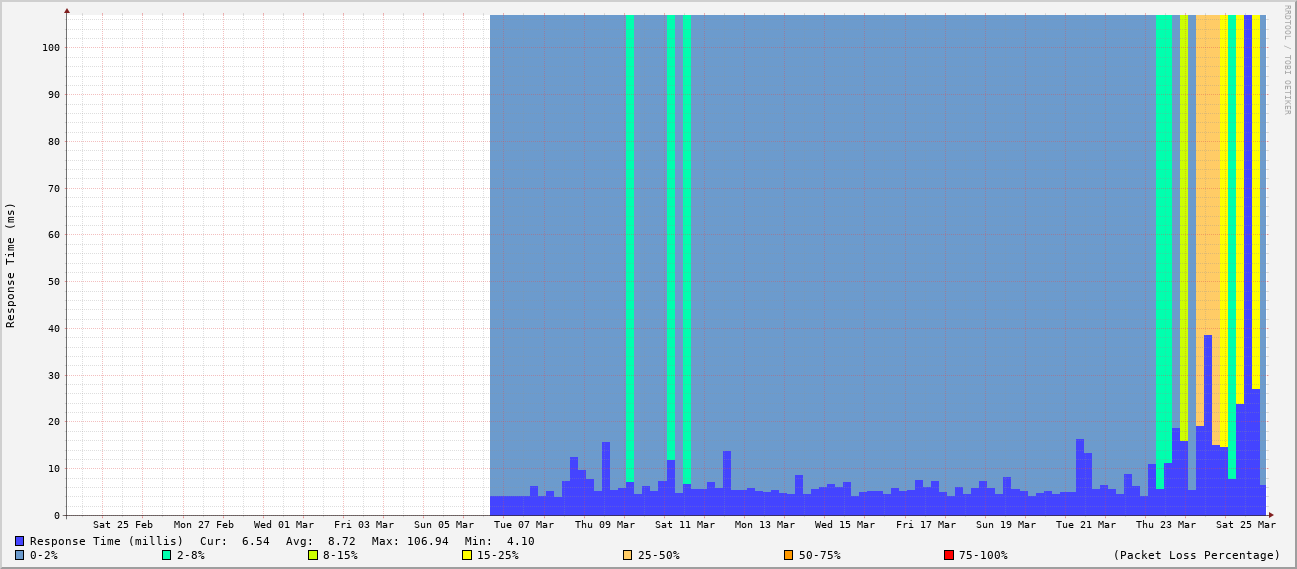 RRDTOOL / TOBI OETIKER
Response Time (ms)
100
90
80
70
60
50
40
30
20
10
0
Sat 25 Feb Mon 27 Feb Wed 01 Mar Fri 03 Mar Sun 05 Mar Tue 07 Mar Thu 09 Mar Sat 11 Mar Mon 13 Mar Wed 15 Mar Fri 17 Mar Sun 19 Mar Tue 21 Mar Thu 23 Mar Sat 25 Mar
Response Time (millis) Cur: 6.54 Avg: 8.72 Max: 106.94 Min: 4.10
0-2% 2-8% 8-15% 15-25% 25-50% 50-75% 75-100% (Packet Loss Percentage)